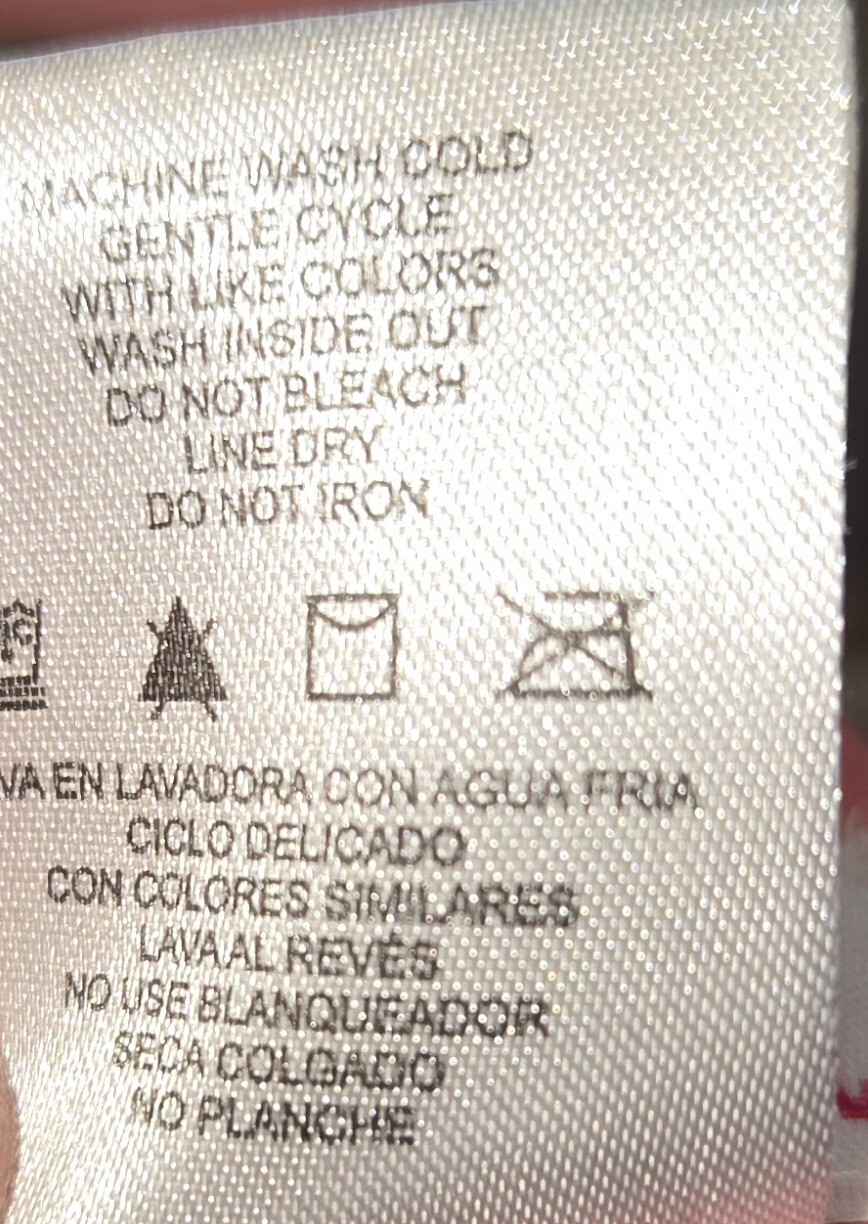 MACHINE WASH COLD
GENTLE CYCLE
WITH LIKE COLORS
WASH INSIDE OUT
DO NOT BLEACH
LINE DRY
DO NOT IRON
VA EN LAVADORA CON AGUA FRIA
CICLO DELICADO
CON COLORES SIMILARES
LAVA AL REVÉS
NO USE BLANQUEADOR
SECA COLGADO
NO PLANCHE